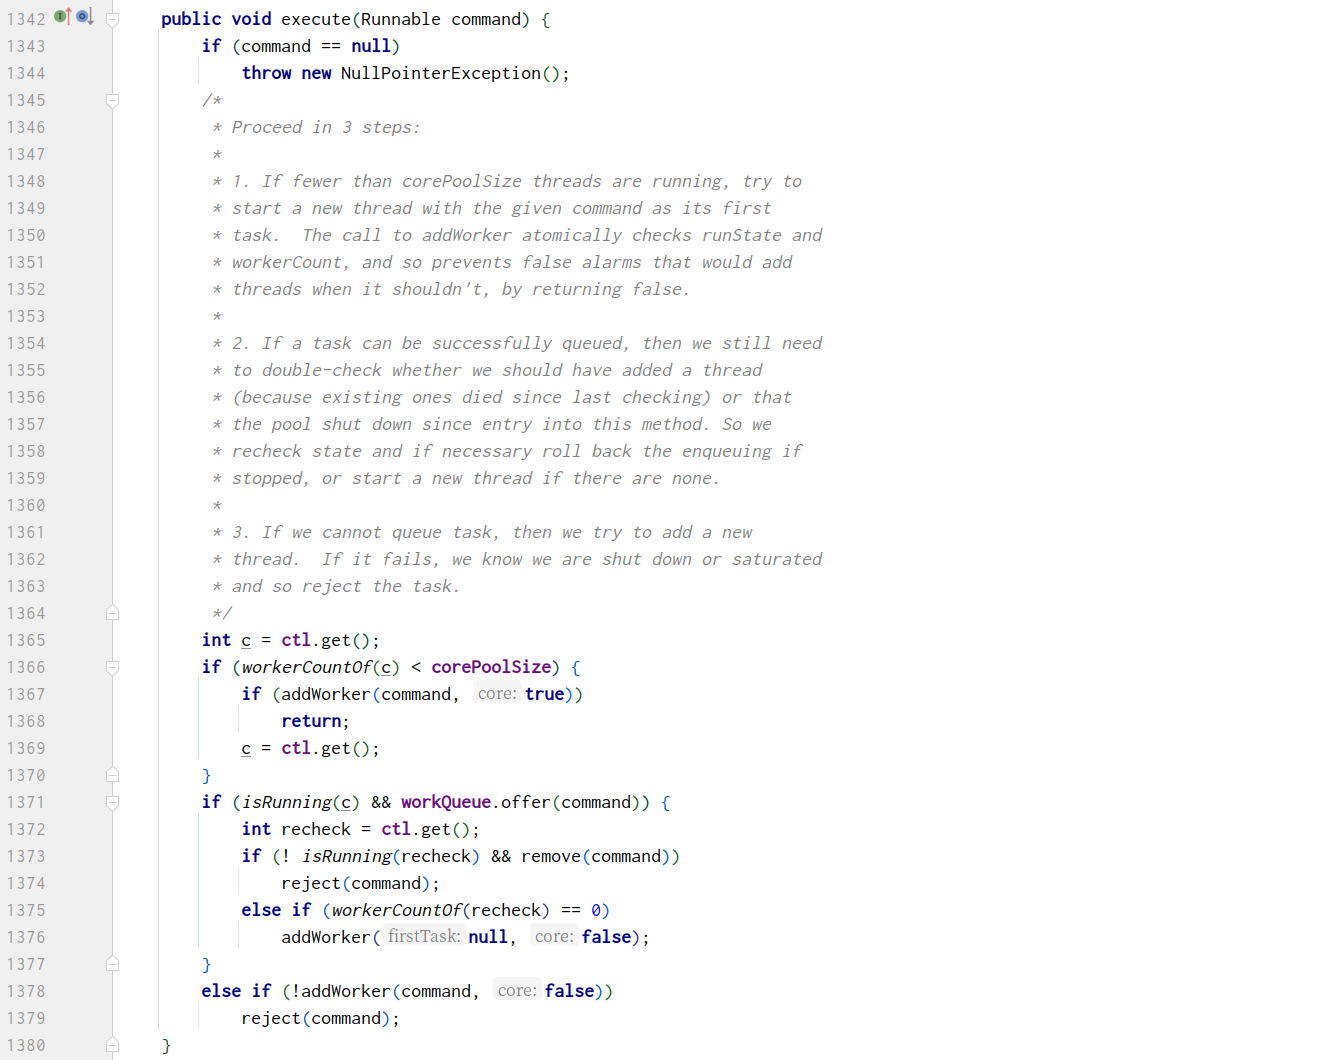 1342 public void execute(Runnable command) {
1343 if (command == null)
1344 throw new NullPointerException();
1345 /*
1346 * Proceed in 3 steps:
1347 *
1348 * 1. If fewer than corePoolSize threads are running, try to
1349 * start a new thread with the given command as its first
1350 * task.  The call to addWorker atomically checks runState and
1351 * workerCount, and so prevents false alarms that would add
1352 * threads when it shouldn't, by returning false.
1353 *
1354 * 2. If a task can be successfully queued, then we still need
1355 * to double-check whether we should have added a thread
1356 * (because existing ones died since last checking) or that
1357 * the pool shut down since entry into this method. So we
1358 * recheck state and if necessary roll back the enqueuing if
1359 * stopped, or start a new thread if there are none.
1360 *
1361 * 3. If we cannot queue task, then we try to add a new
1362 * thread.  If it fails, we know we are shut down or saturated
1363 * and so reject the task.
1364 */
1365 int c = ctl.get();
1366 if (workerCountOf(c) < corePoolSize) {
1367 if (addWorker(command, core: true))
1368 return;
1369 c = ctl.get();
1370 }
1371 if (isRunning(c) && workQueue.offer(command)) {
1372 int recheck = ctl.get();
1373 if (! isRunning(recheck) && remove(command))
1374 reject(command);
1375 else if (workerCountOf(recheck) == 0)
1376 addWorker( firstTask: null, core: false);
1377 }
1378 else if (!addWorker(command, core: false))
1379 reject(command);
1380 }